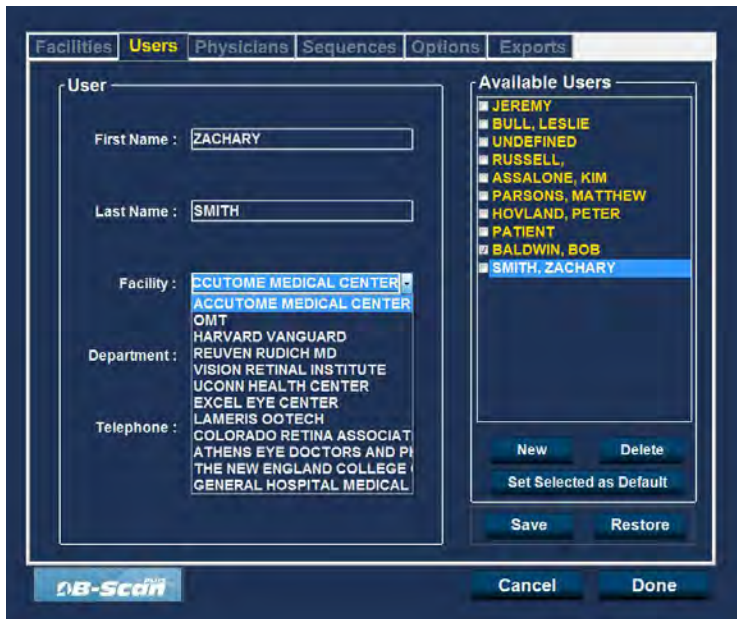 Facilities Users Physicians Sequences Options Exports
User
First Name : ZACHARY
Last Name : SMITH
Facility : CCUTOME MEDICAL CENTER
ACCUTOME MEDICAL CENTER
OMT
HARVARD VANGUARD
REUVEN RUDICH MD
VISION RETINAL INSTITUTE
UCONN HEALTH CENTER
EXCEL EYE CENTER
LAMERIS OOTECH
COLORADO RETINA ASSOCIAT
ATHENS EYE DOCTORS AND PH
THE NEW ENGLAND COLLEGE
GENERAL HOSPITAL MEDICAL
Department :
Telephone :
Available Users
JEREMY
BULL, LESLIE
UNDEFINED
RUSSELL,
ASSALONE, KIM
PARSONS, MATTHEW
HOVLAND, PETER
PATIENT
BALDWIN, BOB
SMITH, ZACHARY
New Delete
Set Selected as Default
Save Restore
B-Scan PLUS
Cancel Done